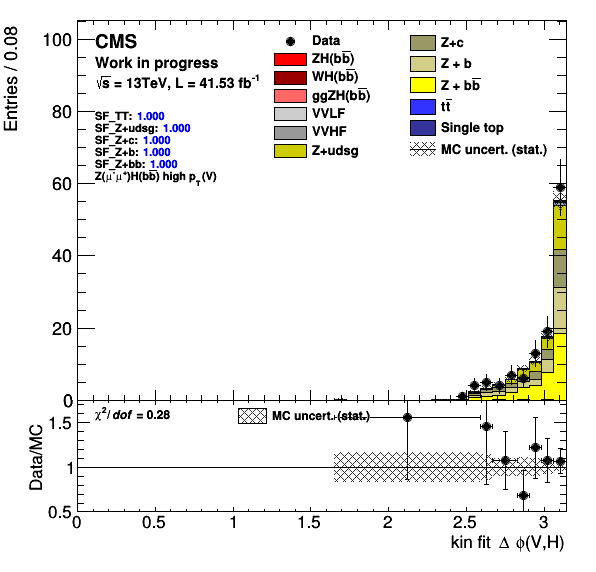 CMS
Work in progress
√s = 13TeV, L = 41.53 fb⁻¹
SF_TT: 1.000
SF_Z+udsg: 1.000
SF_Z+c: 1.000
SF_Z+b: 1.000
SF_Z+bb: 1.000
Z(μ⁻μ⁺)H(bb̅) high p_T(V)
Data
ZH(bb̅)
WH(bb̅)
ggZH(bb̅)
VVLF
VVHF
Z+udsg
Z+c
Z + b
Z + bb̅
tt̅
Single top
MC uncert. (stat.)
Entries / 0.08
100
80
60
40
20
0
χ²/dof = 0.28
MC uncert. (stat.)
Data/MC
1.5
1
0.5
0 0.5 1 1.5 2 2.5 3
kin fit Δ ϕ(V,H)